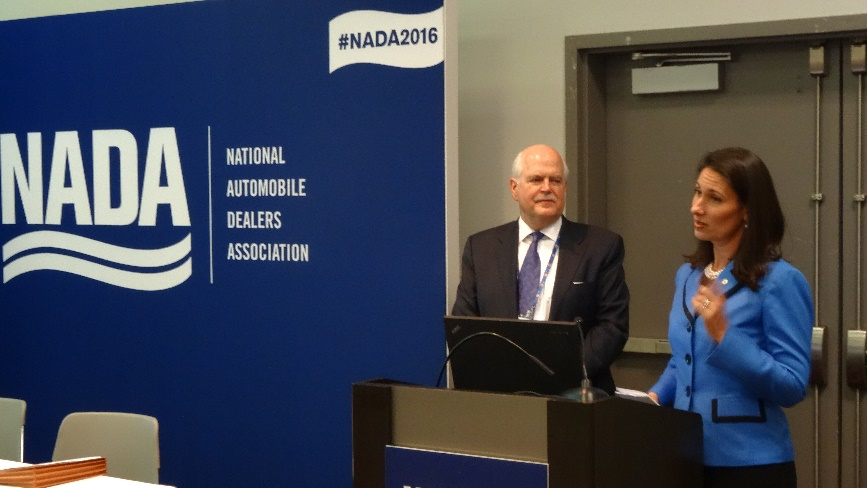 #NADA2016
NADA
NATIONAL
AUTOMOBILE
DEALERS
ASSOCIATION